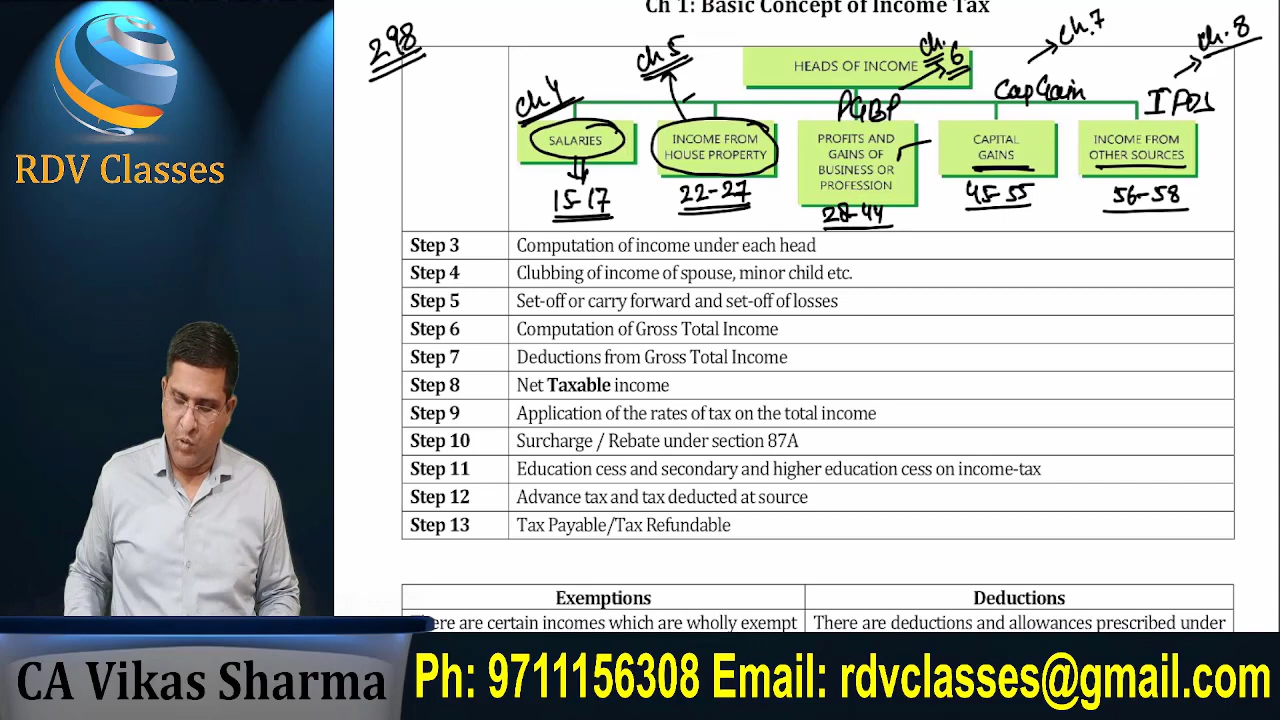 Ch 1: Basic Concept of Income Tax
298
ch 5
ch. 6
ch. 7
ch. 8
HEADS OF INCOME
ch 4
PGBP
Cap Gain
IFOS
SALARIES
INCOME FROM
HOUSE PROPERTY
PROFITS AND
GAINS OF
BUSINESS OR
PROFESSION
CAPITAL
GAINS
INCOME FROM
OTHER SOURCES
15-17
22-27
28-44
45-55
56-58
RDV Classes
Step 3 Computation of income under each head
Step 4 Clubbing of income of spouse, minor child etc.
Step 5 Set-off or carry forward and set-off of losses
Step 6 Computation of Gross Total Income
Step 7 Deductions from Gross Total Income
Step 8 Net Taxable income
Step 9 Application of the rates of tax on the total income
Step 10 Surcharge / Rebate under section 87A
Step 11 Education cess and secondary and higher education cess on income-tax
Step 12 Advance tax and tax deducted at source
Step 13 Tax Payable/Tax Refundable
Exemptions Deductions
There are certain incomes which are wholly exempt There are deductions and allowances prescribed under
CA Vikas Sharma
Ph: 9711156308 Email: rdvclasses@gmail.com